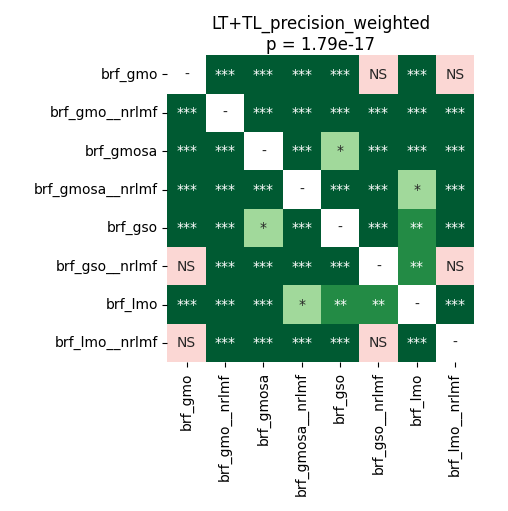 LT+TL_precision_weighted
p = 1.79e-17
brf_gmo - *** *** *** *** NS *** NS
brf_gmo__nrlmf *** - *** *** *** *** *** ***
brf_gmosa *** *** - *** * *** *** ***
brf_gmosa__nrlmf *** *** *** - *** *** * ***
brf_gso *** *** * *** - *** ** ***
brf_gso__nrlmf NS *** *** *** *** - ** NS
brf_lmo *** *** *** * ** ** - ***
brf_lmo__nrlmf NS *** *** *** *** NS *** -
brf_gmo
brf_gmo__nrlmf
brf_gmosa
brf_gmosa__nrlmf
brf_gso
brf_gso__nrlmf
brf_lmo
brf_lmo__nrlmf